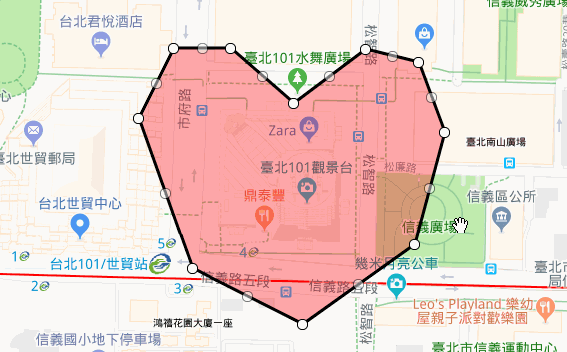 信義威秀廣場
台北君悅酒店
松智路
臺北101水舞廣場
市府路
Zara
臺北南山廣場
臺北世貿郵局
臺北101觀景台
松廉路
松智路
鼎泰豐
信義區公所
台北世貿中心
信義廣場
5
4
1
台北101/世貿站
幾米月亮公車
臺北市
信義路五段
信義路五段
3
2
Leo's Playland 樂幼
屋親子派對歡樂園
鴻禧花園大廈一座
松智路
信義國小地下停車場
臺北市信義運動中心